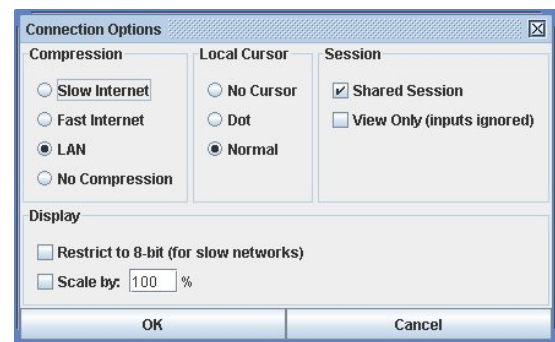 Connection Options
Compression
Slow Internet
Fast Internet
LAN
No Compression
Local Cursor
No Cursor
Dot
Normal
Session
Shared Session
View Only (inputs ignored)
Display
Restrict to 8-bit (for slow networks)
Scale by: 100 %
OK
Cancel